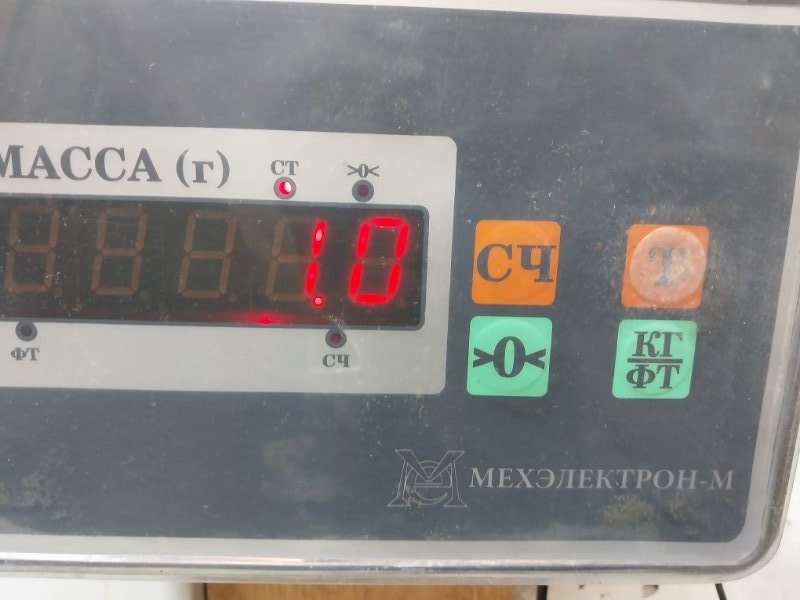 МАССА (г)
СТ
>0<
1.0
ФТ
СЧ
СЧ
Т
>0<
КГ
ФТ
МЕХЭЛЕКТРОН-М